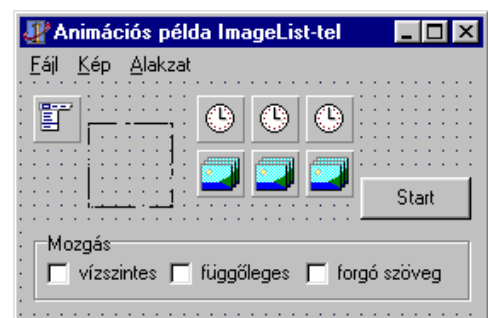 Animációs példa ImageList-tel
Fájl Kép Alakzat
Start
Mozgás
vízszintes függőleges forgó szöveg